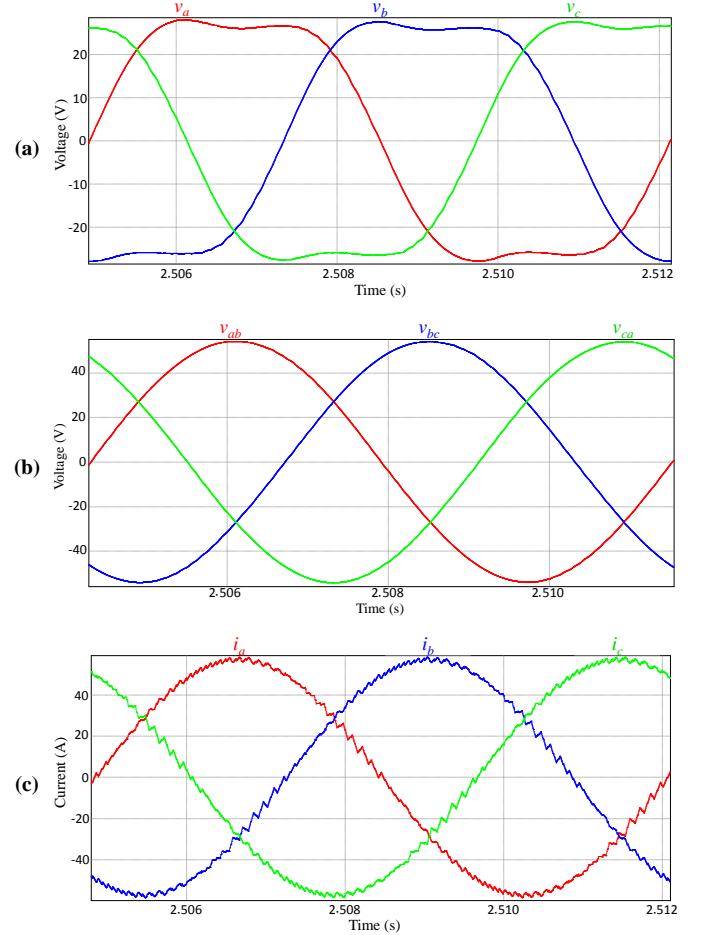 v_a v_b v_c
20
10
0
-10
-20
Voltage (V)
(a)
2.506 2.508 2.510 2.512
Time (s)
v_ab v_bc v_ca
40
20
0
-20
-40
Voltage (V)
(b)
2.506 2.508 2.510
Time (s)
i_a i_b i_c
40
20
0
-20
-40
Current (A)
(c)
2.506 2.508 2.510 2.512
Time (s)